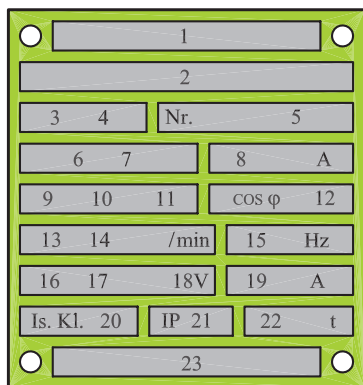 1
2
3 4 Nr. 5
6 7 8 A
9 10 11 cos φ 12
13 14 /min 15 Hz
16 17 18V 19 A
Is. Kl. 20 IP 21 22 t
23